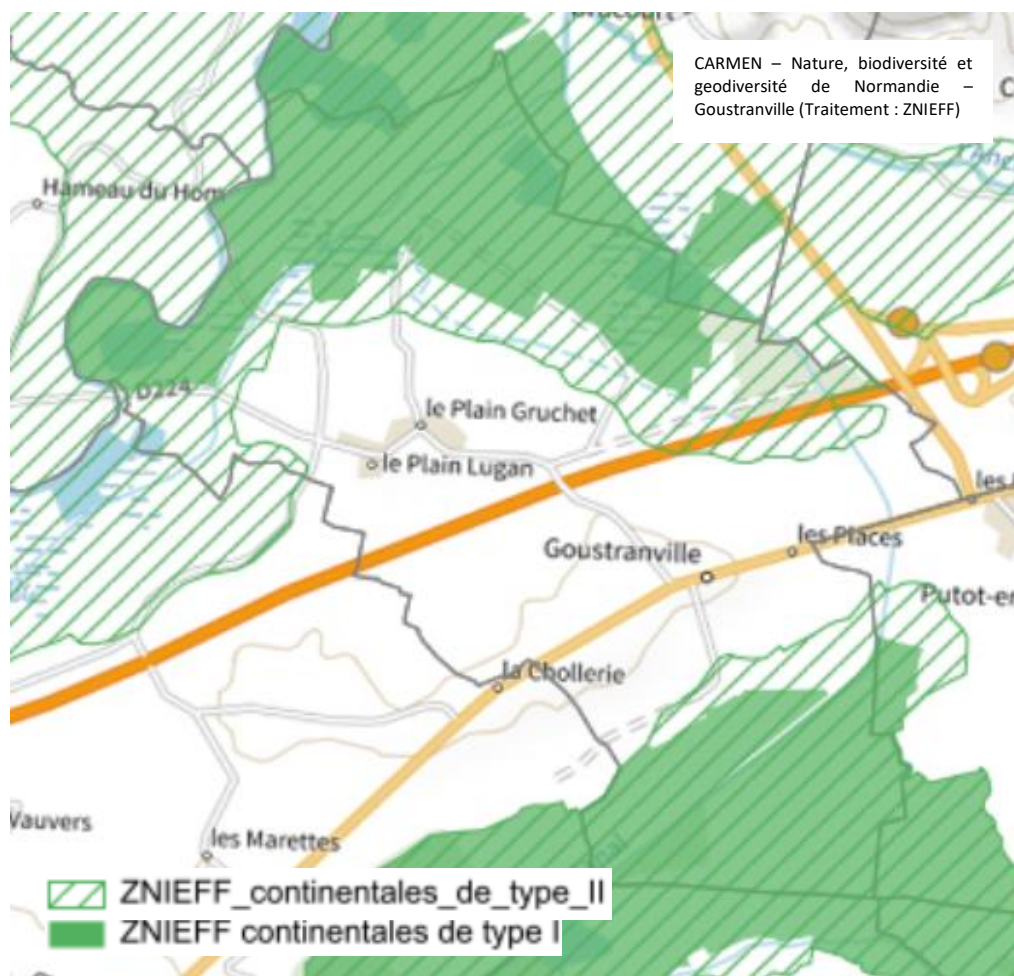 CARMEN – Nature, biodiversité et
geodiversité de Normandie –
Goustranville (Traitement : ZNIEFF)
Hameau du Hom
D224
le Plain Gruchet
le Plain Lugan
Goustranville
les Places
Putot-en
la Chollerie
Vauvers
les Marettes
ZNIEFF_continentales_de_type_II
ZNIEFF continentales de type I